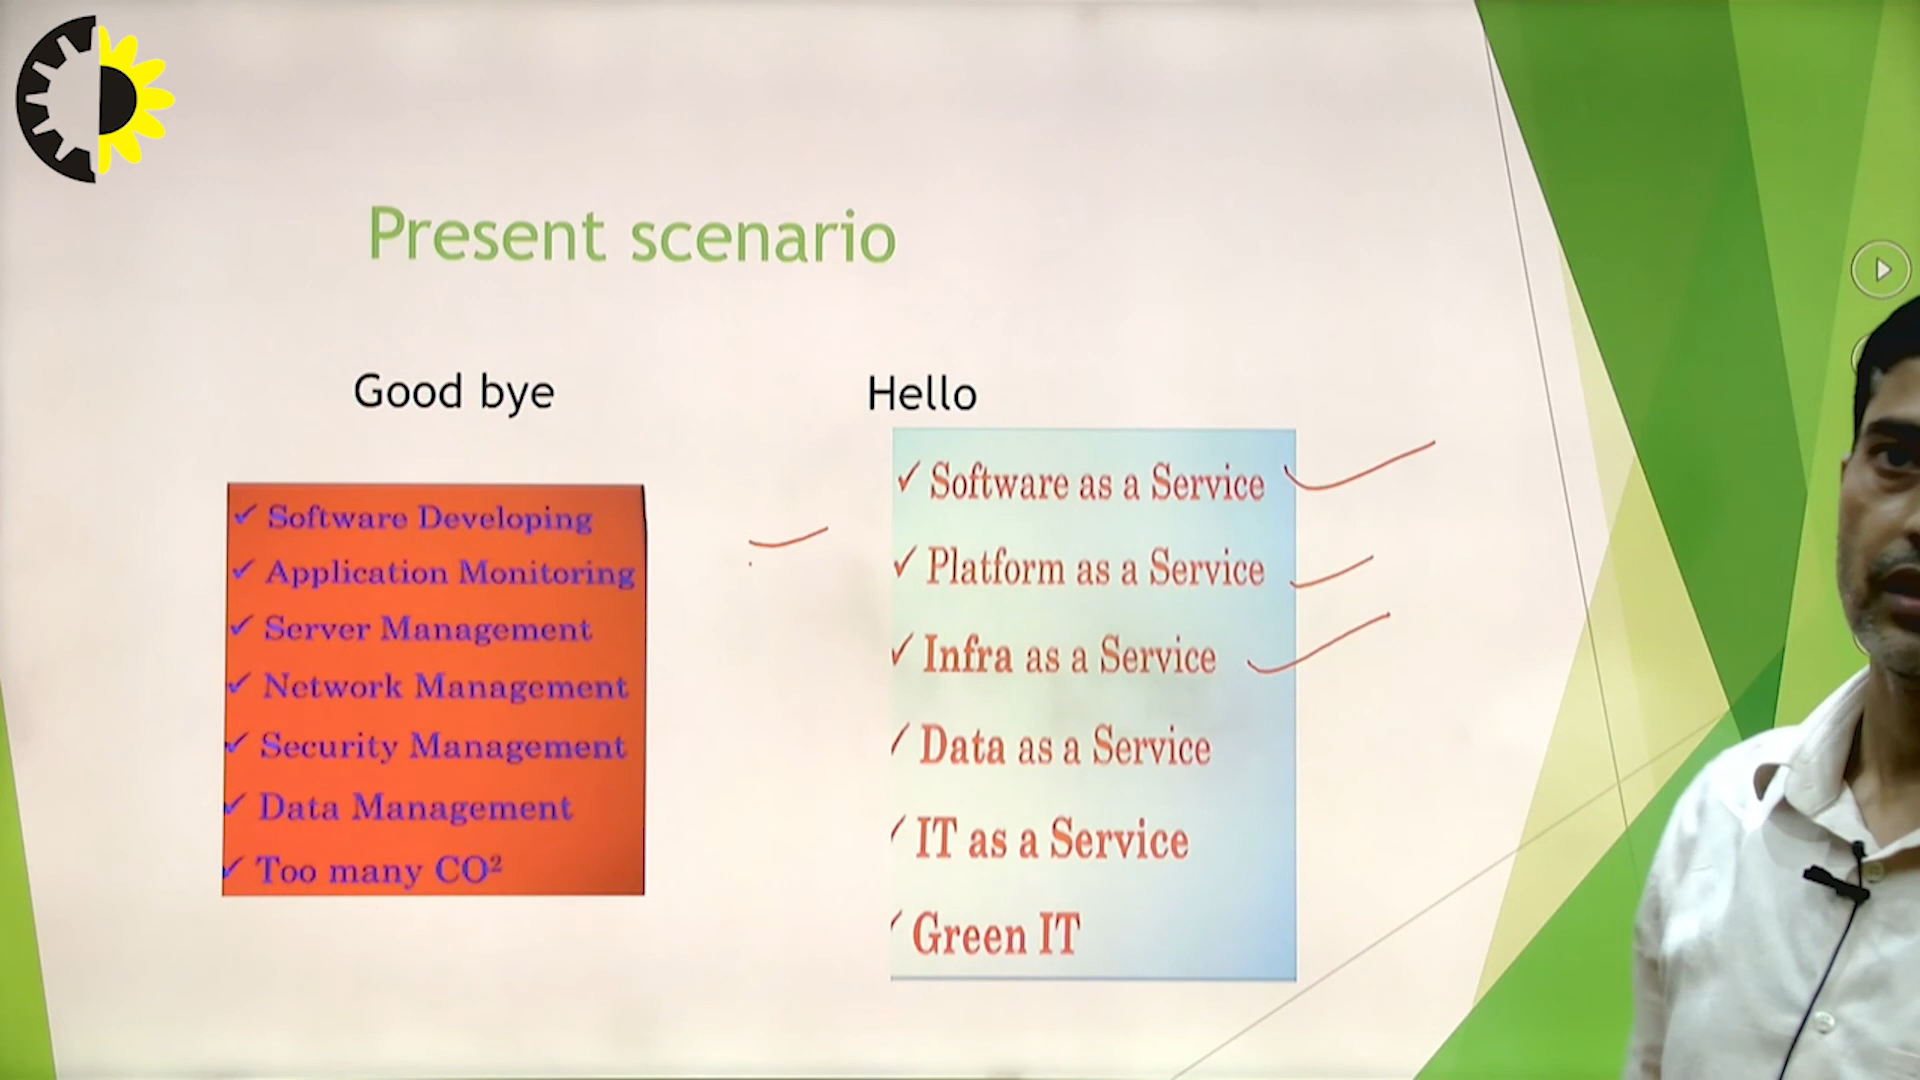 Present scenario
Good bye
Hello
✓ Software Developing
✓ Application Monitoring
✓ Server Management
✓ Network Management
✓ Security Management
✓ Data Management
✓ Too many CO²
✓ Software as a Service
✓ Platform as a Service
✓ Infra as a Service
✓ Data as a Service
✓ IT as a Service
✓ Green IT